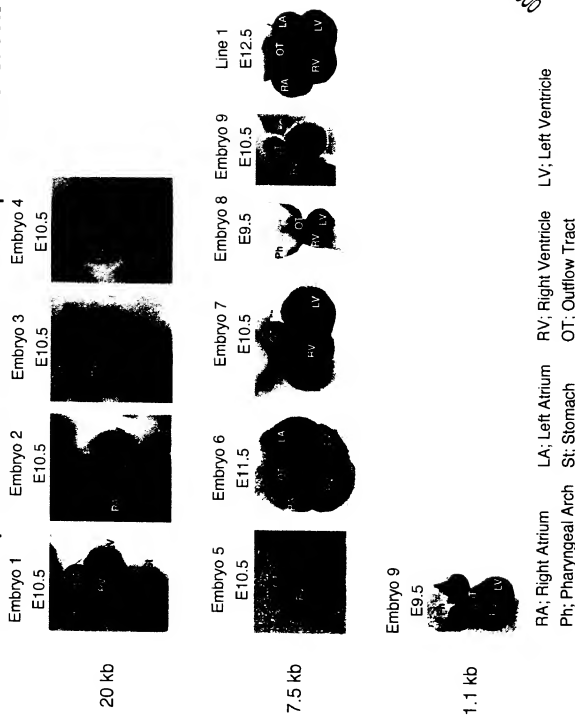 Embryo 1 Embryo 2 Embryo 3 Embryo 4
E10.5 E10.5 E10.5 E10.5
20 kb
RA
Embryo 5 Embryo 6 Embryo 7 Embryo 8 Embryo 9 Line 1
E10.5 E11.5 E10.5 E9.5 E10.5 E12.5
7.5 kb
OT LA
RV LV
Ph OT
RV LV
RA OT LA
RV LV
Embryo 9
E9.5
1.1 kb
LV
RA; Right Atrium LA; Left Atrium RV; Right Ventricle LV; Left Ventricle
Ph; Pharyngeal Arch St: Stomach OT; Outflow Tract